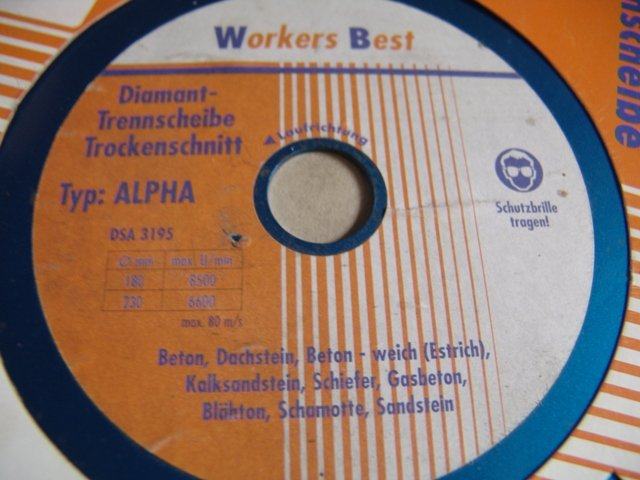 Workers Best
Diamant-
Trennscheibe
Trockenschnitt
Laufrichtung
Typ: ALPHA
Schutzbrille
tragen!
DSA 3195
Ø mm max. U/min
180 8500
230 6600
max. 80 m/s
Beton, Dachstein, Beton - weich (Estrich),
Kalksandstein, Schiefer, Gasbeton,
Blähton, Schamotte, Sandstein